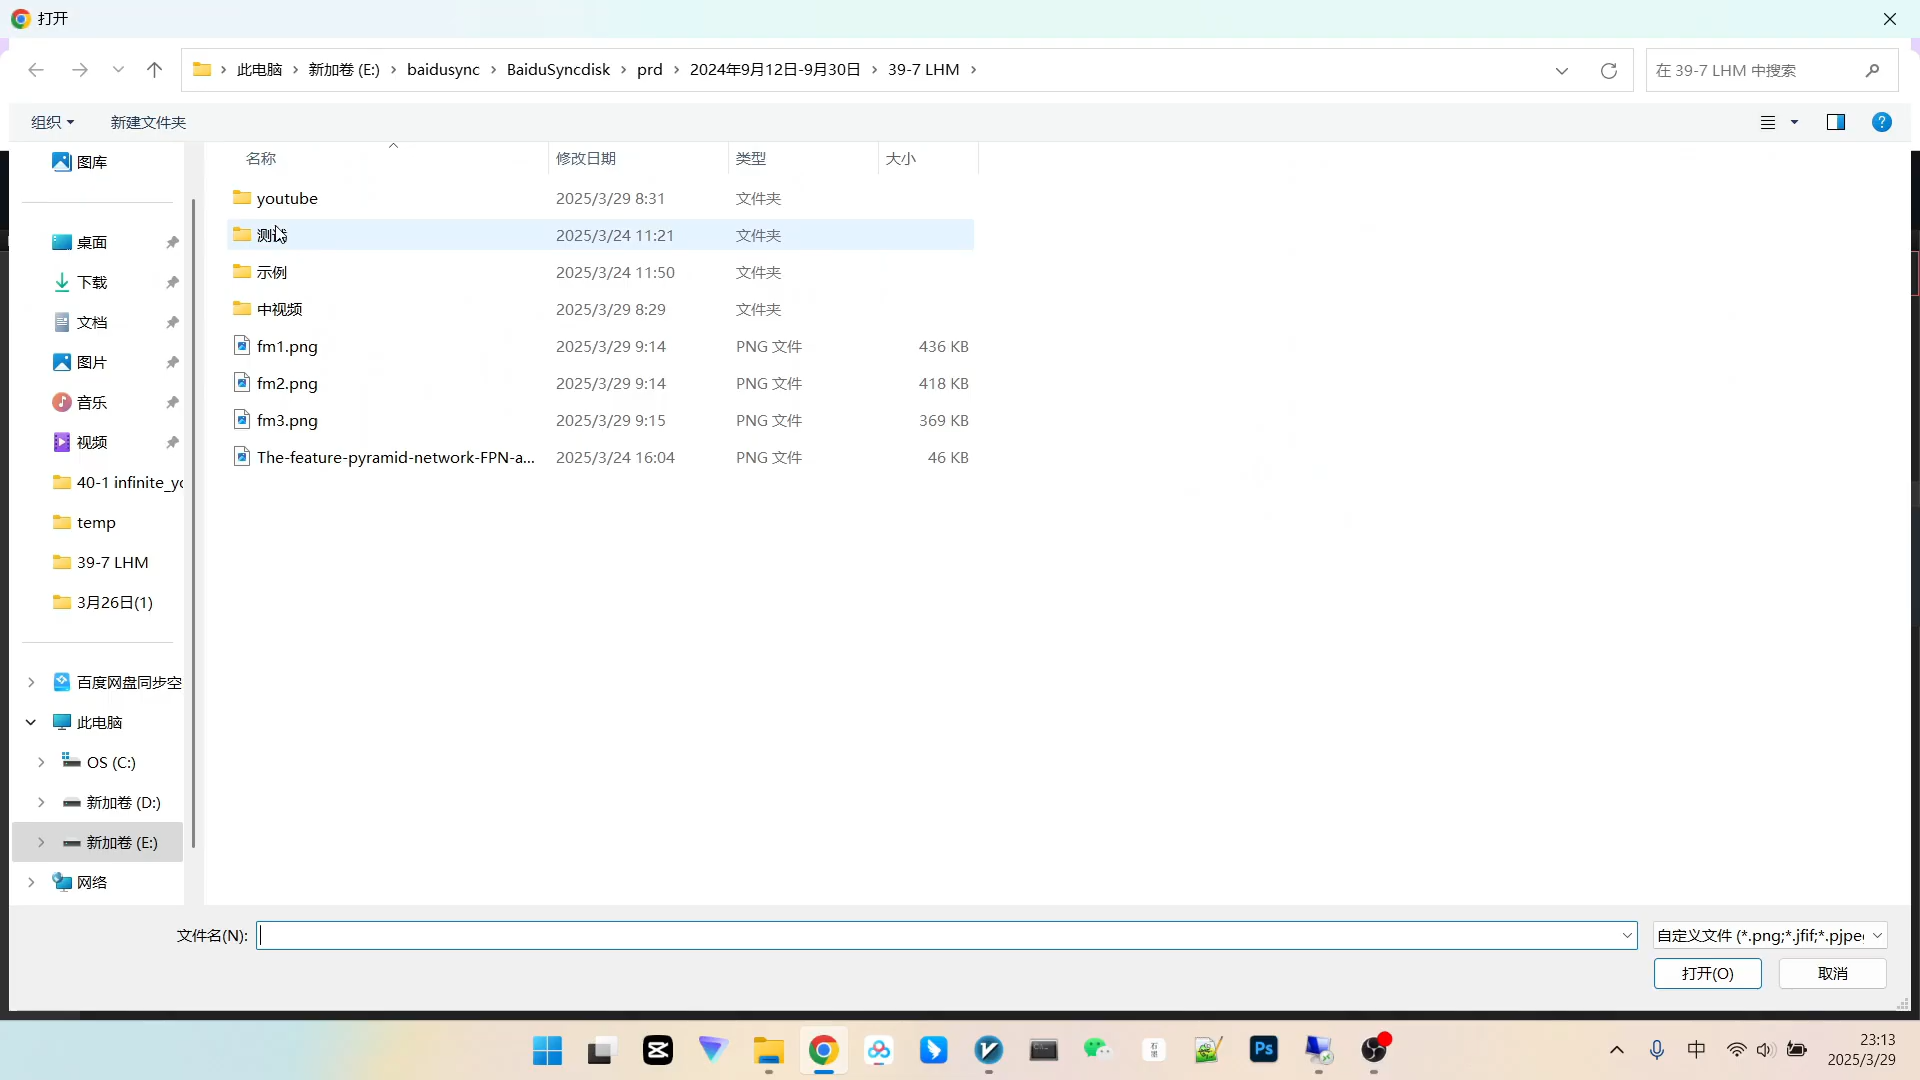 打开
此电脑 › 新加卷 (E:) › baidusync › BaiduSyncdisk › prd › 2024年9月12日-9月30日 › 39-7 LHM ›
在 39-7 LHM 中搜索
组织
新建文件夹
图库
桌面
下载
文档
图片
音乐
视频
40-1 infinite_yo
temp
39-7 LHM
3月26日(1)
百度网盘同步空
此电脑
OS (C:)
新加卷 (D:)
新加卷 (E:)
网络
名称 修改日期 类型 大小
youtube 2025/3/29 8:31 文件夹
测试 2025/3/24 11:21 文件夹
示例 2025/3/24 11:50 文件夹
中视频 2025/3/29 8:29 文件夹
fm1.png 2025/3/29 9:14 PNG 文件 436 KB
fm2.png 2025/3/29 9:14 PNG 文件 418 KB
fm3.png 2025/3/29 9:15 PNG 文件 369 KB
The-feature-pyramid-network-FPN-a... 2025/3/24 16:04 PNG 文件 46 KB
文件名(N):
自定义文件 (*.png;*.jfif;*.pjpe
打开(O)
取消
Ps
中
23:13
2025/3/29